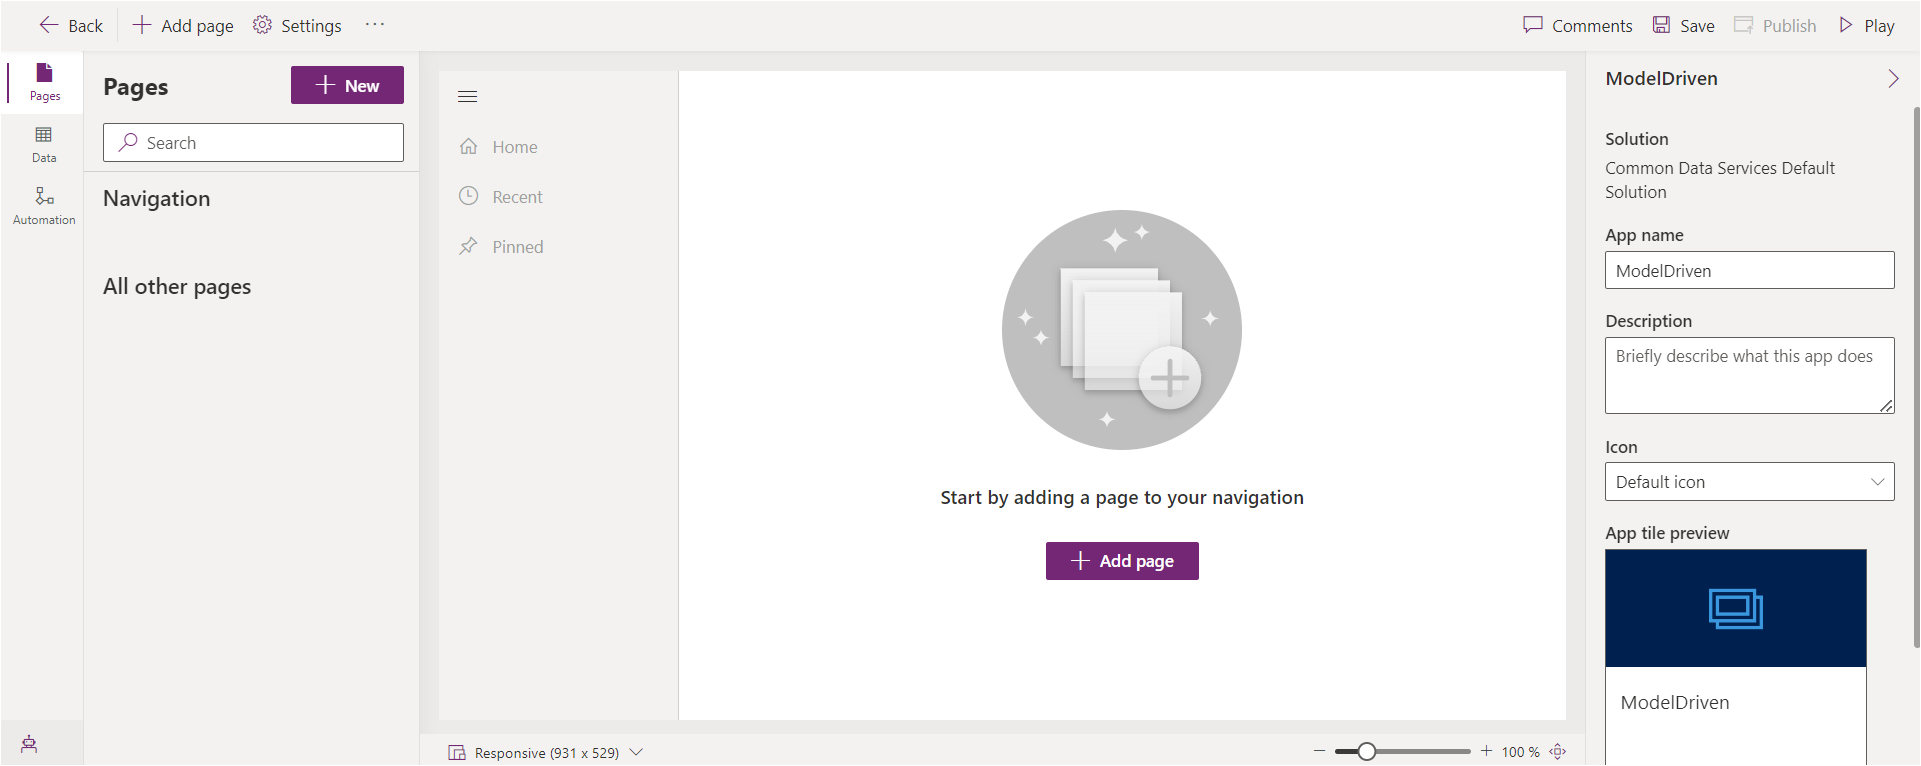 Back
Add page
Settings
Comments
Save
Publish
Play
Pages
Data
Automation
Pages
New
Search
Navigation
All other pages
Home
Recent
Pinned
Start by adding a page to your navigation
Add page
Responsive (931 x 529)
100 %
ModelDriven
Solution
Common Data Services Default
Solution
App name
ModelDriven
Description
Briefly describe what this app does
Icon
Default icon
App tile preview
ModelDriven